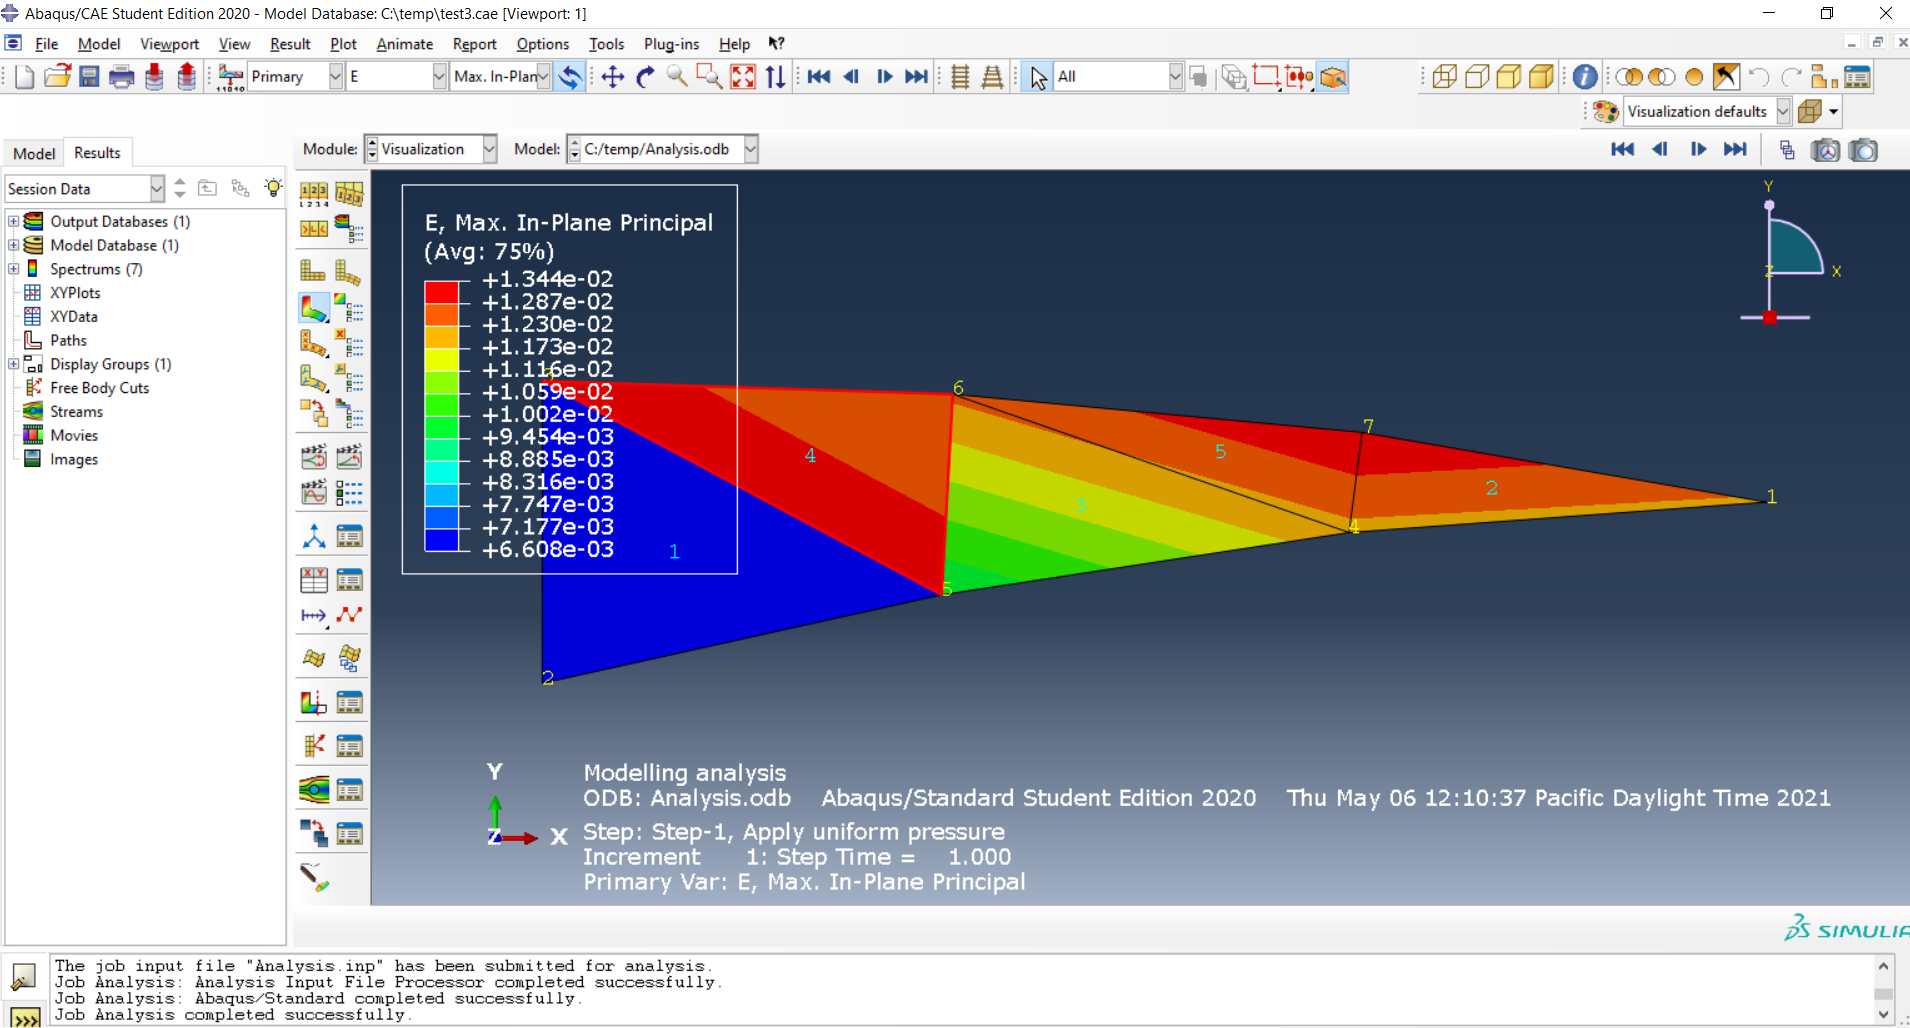 Abaqus/CAE Student Edition 2020 - Model Database: C:\temp\test3.cae [Viewport: 1]
File Model Viewport View Result Plot Animate Report Options Tools Plug-ins Help ?
Primary E Max. In-Plan All
Visualization defaults
Model Results Module: Visualization Model: C:/temp/Analysis.odb
Session Data
Output Databases (1)
Model Database (1)
Spectrums (7)
XYPlots
XYData
Paths
Display Groups (1)
Free Body Cuts
Streams
Movies
Images
E, Max. In-Plane Principal
(Avg: 75%)
+1.344e-02
+1.287e-02
+1.230e-02
+1.173e-02
+1.116e-02
+1.059e-02
+1.002e-02
+9.454e-03
+8.885e-03
+8.316e-03
+7.747e-03
+7.177e-03
+6.608e-03
Y
Z X
6
7
4 5
2 1
3
4
1
5
2
Y
Z X
Modelling analysis
ODB: Analysis.odb Abaqus/Standard Student Edition 2020 Thu May 06 12:10:37 Pacific Daylight Time 2021
Step: Step-1, Apply uniform pressure
Increment 1: Step Time = 1.000
Primary Var: E, Max. In-Plane Principal
SIMULIA
The job input file "Analysis.inp" has been submitted for analysis.
Job Analysis: Analysis Input File Processor completed successfully.
Job Analysis: Abaqus/Standard completed successfully.
Job Analysis completed successfully.
>>>